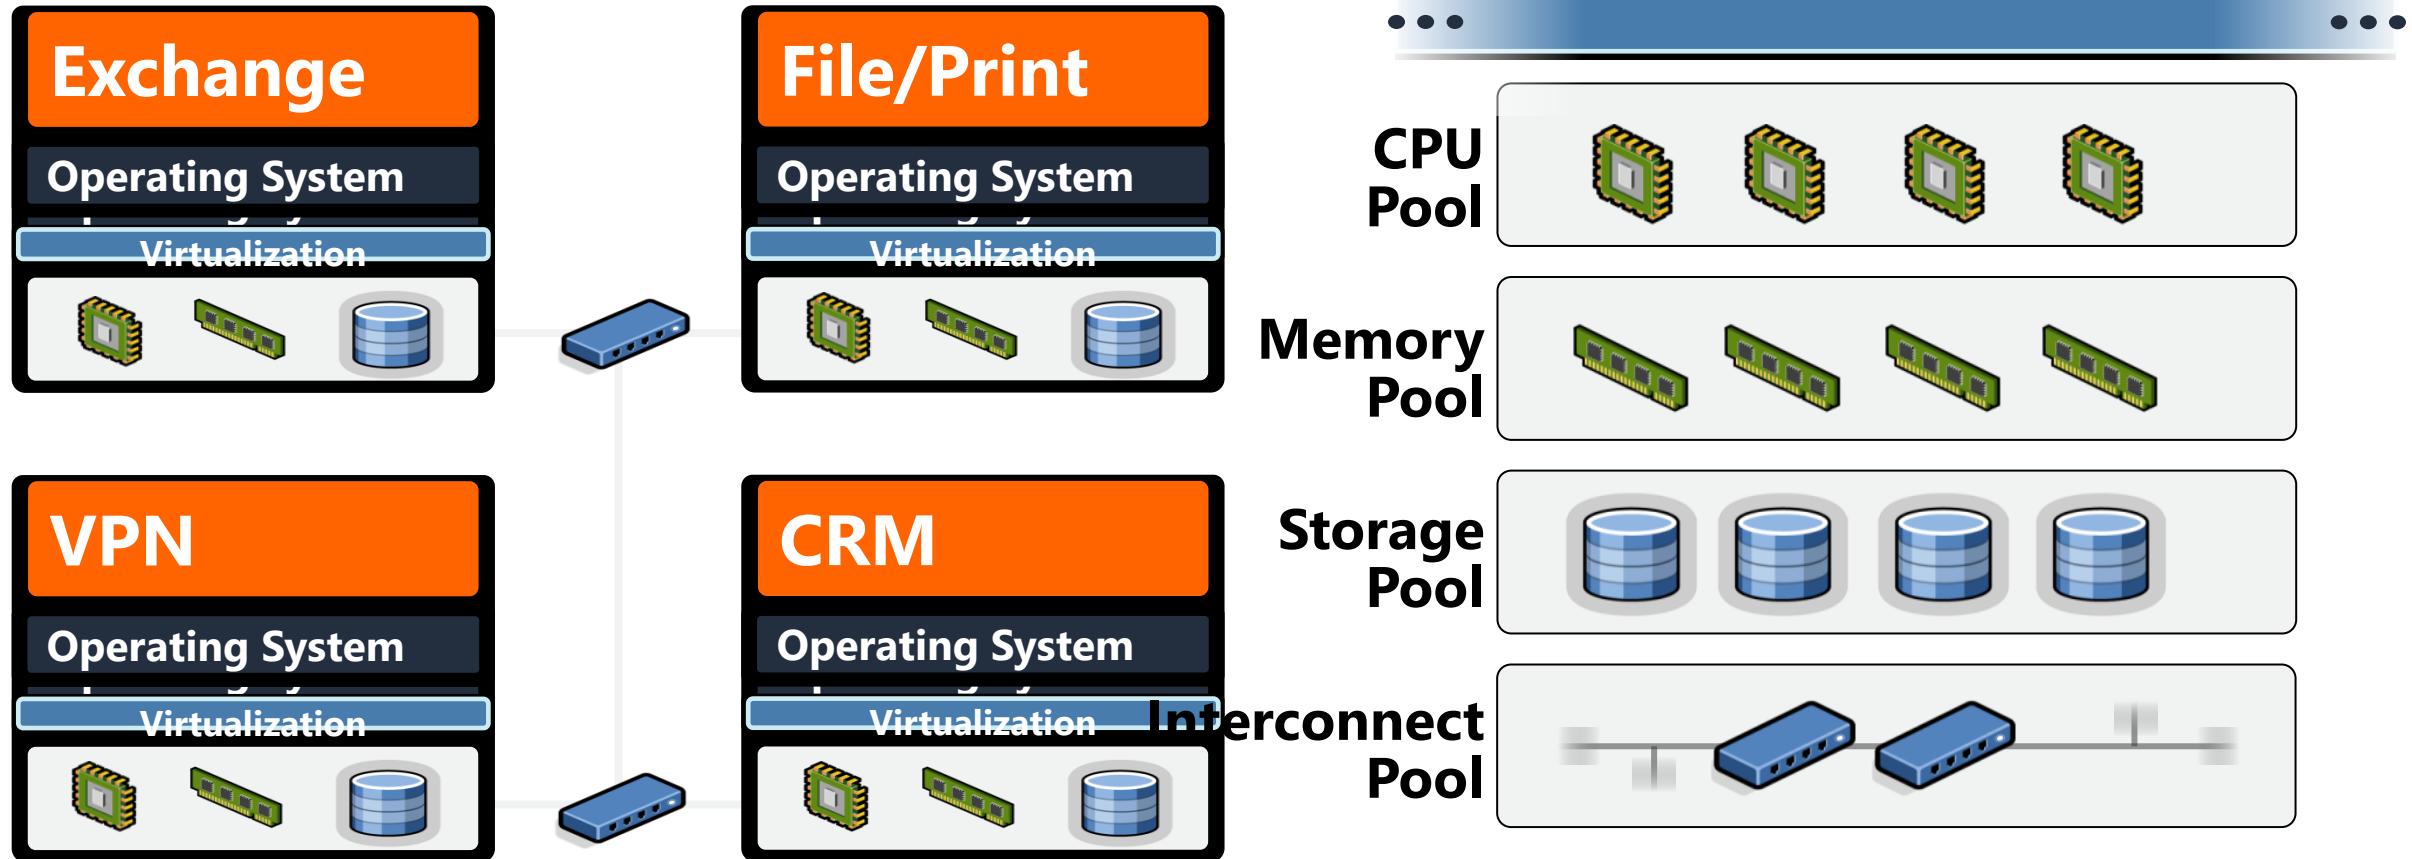 Exchange
Operating System
Virtualization
File/Print
Operating System
Virtualization
VPN
Operating System
Virtualization
CRM
Operating System
Virtualization
CPU
Pool
Memory
Pool
Storage
Pool
Interconnect
Pool